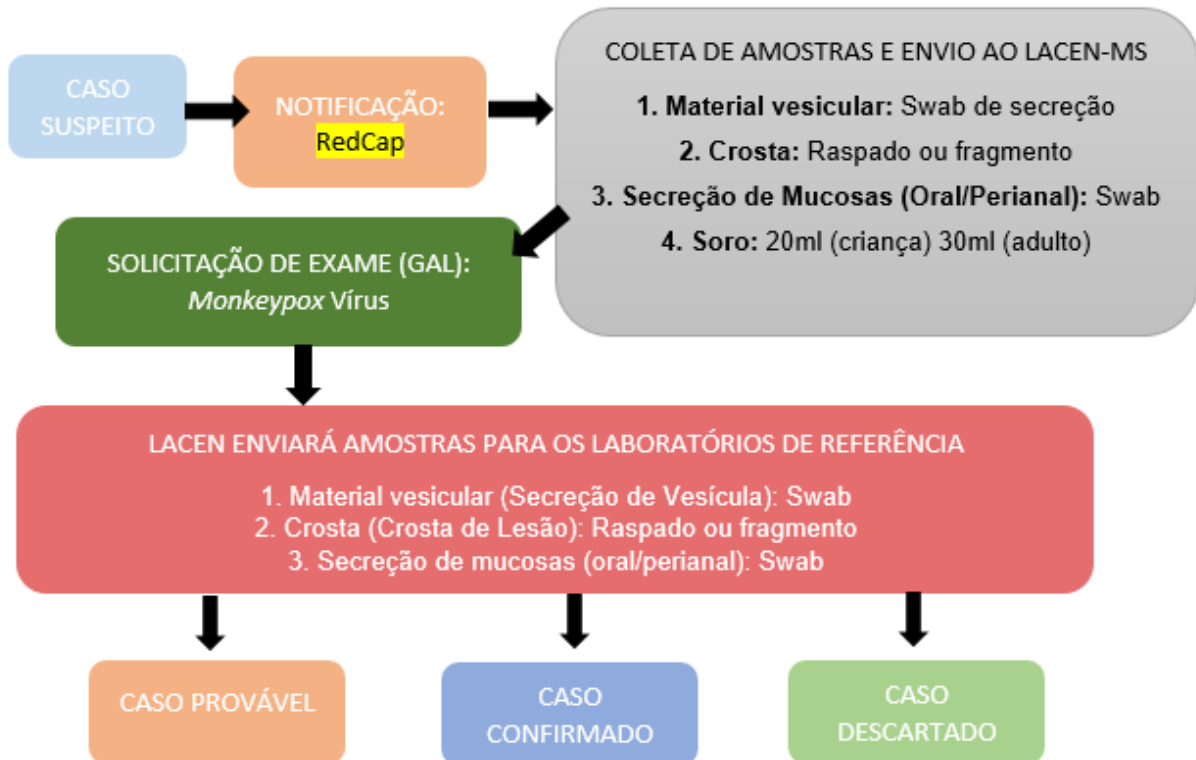 CASO
SUSPEITO
NOTIFICAÇÃO:
RedCap
COLETA DE AMOSTRAS E ENVIO AO LACEN-MS
1. Material vesicular: Swab de secreção
2. Crosta: Raspado ou fragmento
3. Secreção de Mucosas (Oral/Perianal): Swab
4. Soro: 20ml (criança) 30ml (adulto)
SOLICITAÇÃO DE EXAME (GAL):
Monkeypox Vírus
LACEN ENVIARÁ AMOSTRAS PARA OS LABORATÓRIOS DE REFERÊNCIA
1. Material vesicular (Secreção de Vesícula): Swab
2. Crosta (Crosta de Lesão): Raspado ou fragmento
3. Secreção de mucosas (oral/perianal): Swab
CASO PROVÁVEL
CASO
CONFIRMADO
CASO
DESCARTADO